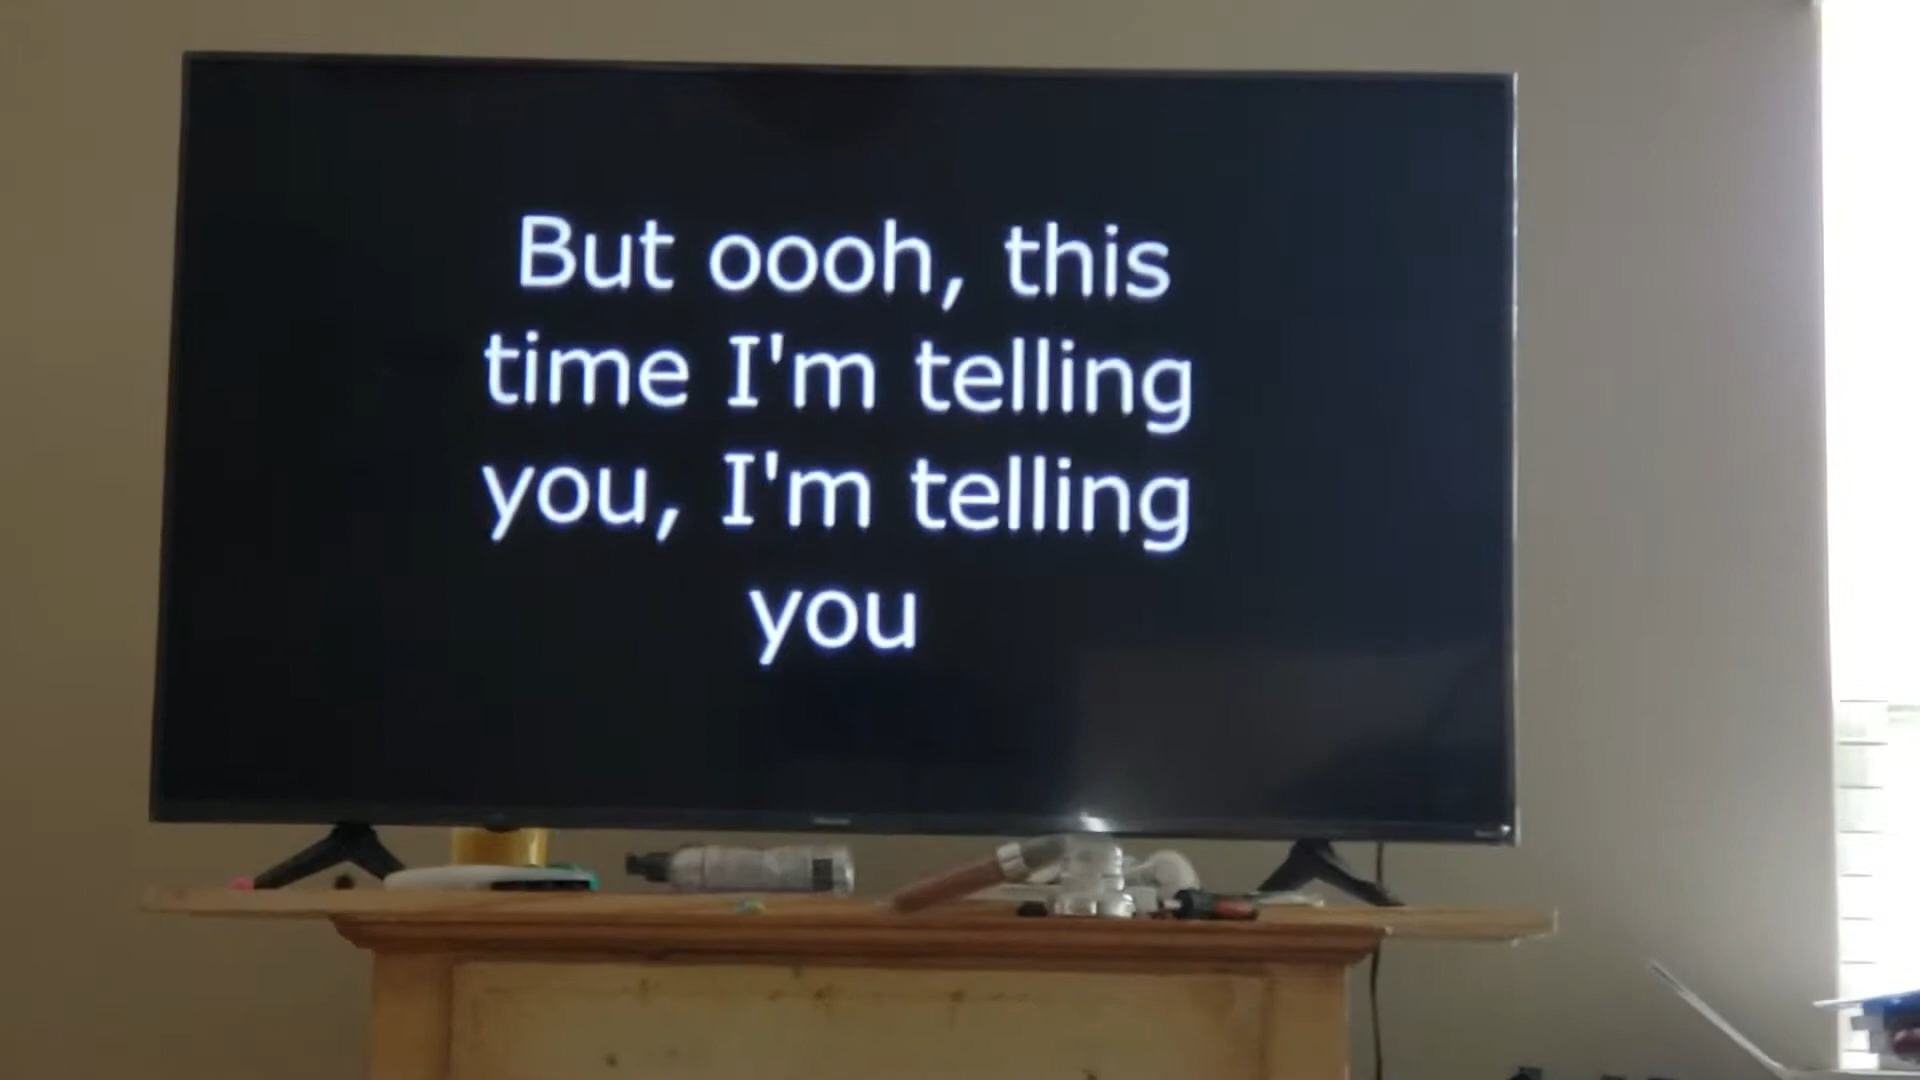 But oooh, this
time I'm telling
you, I'm telling
you